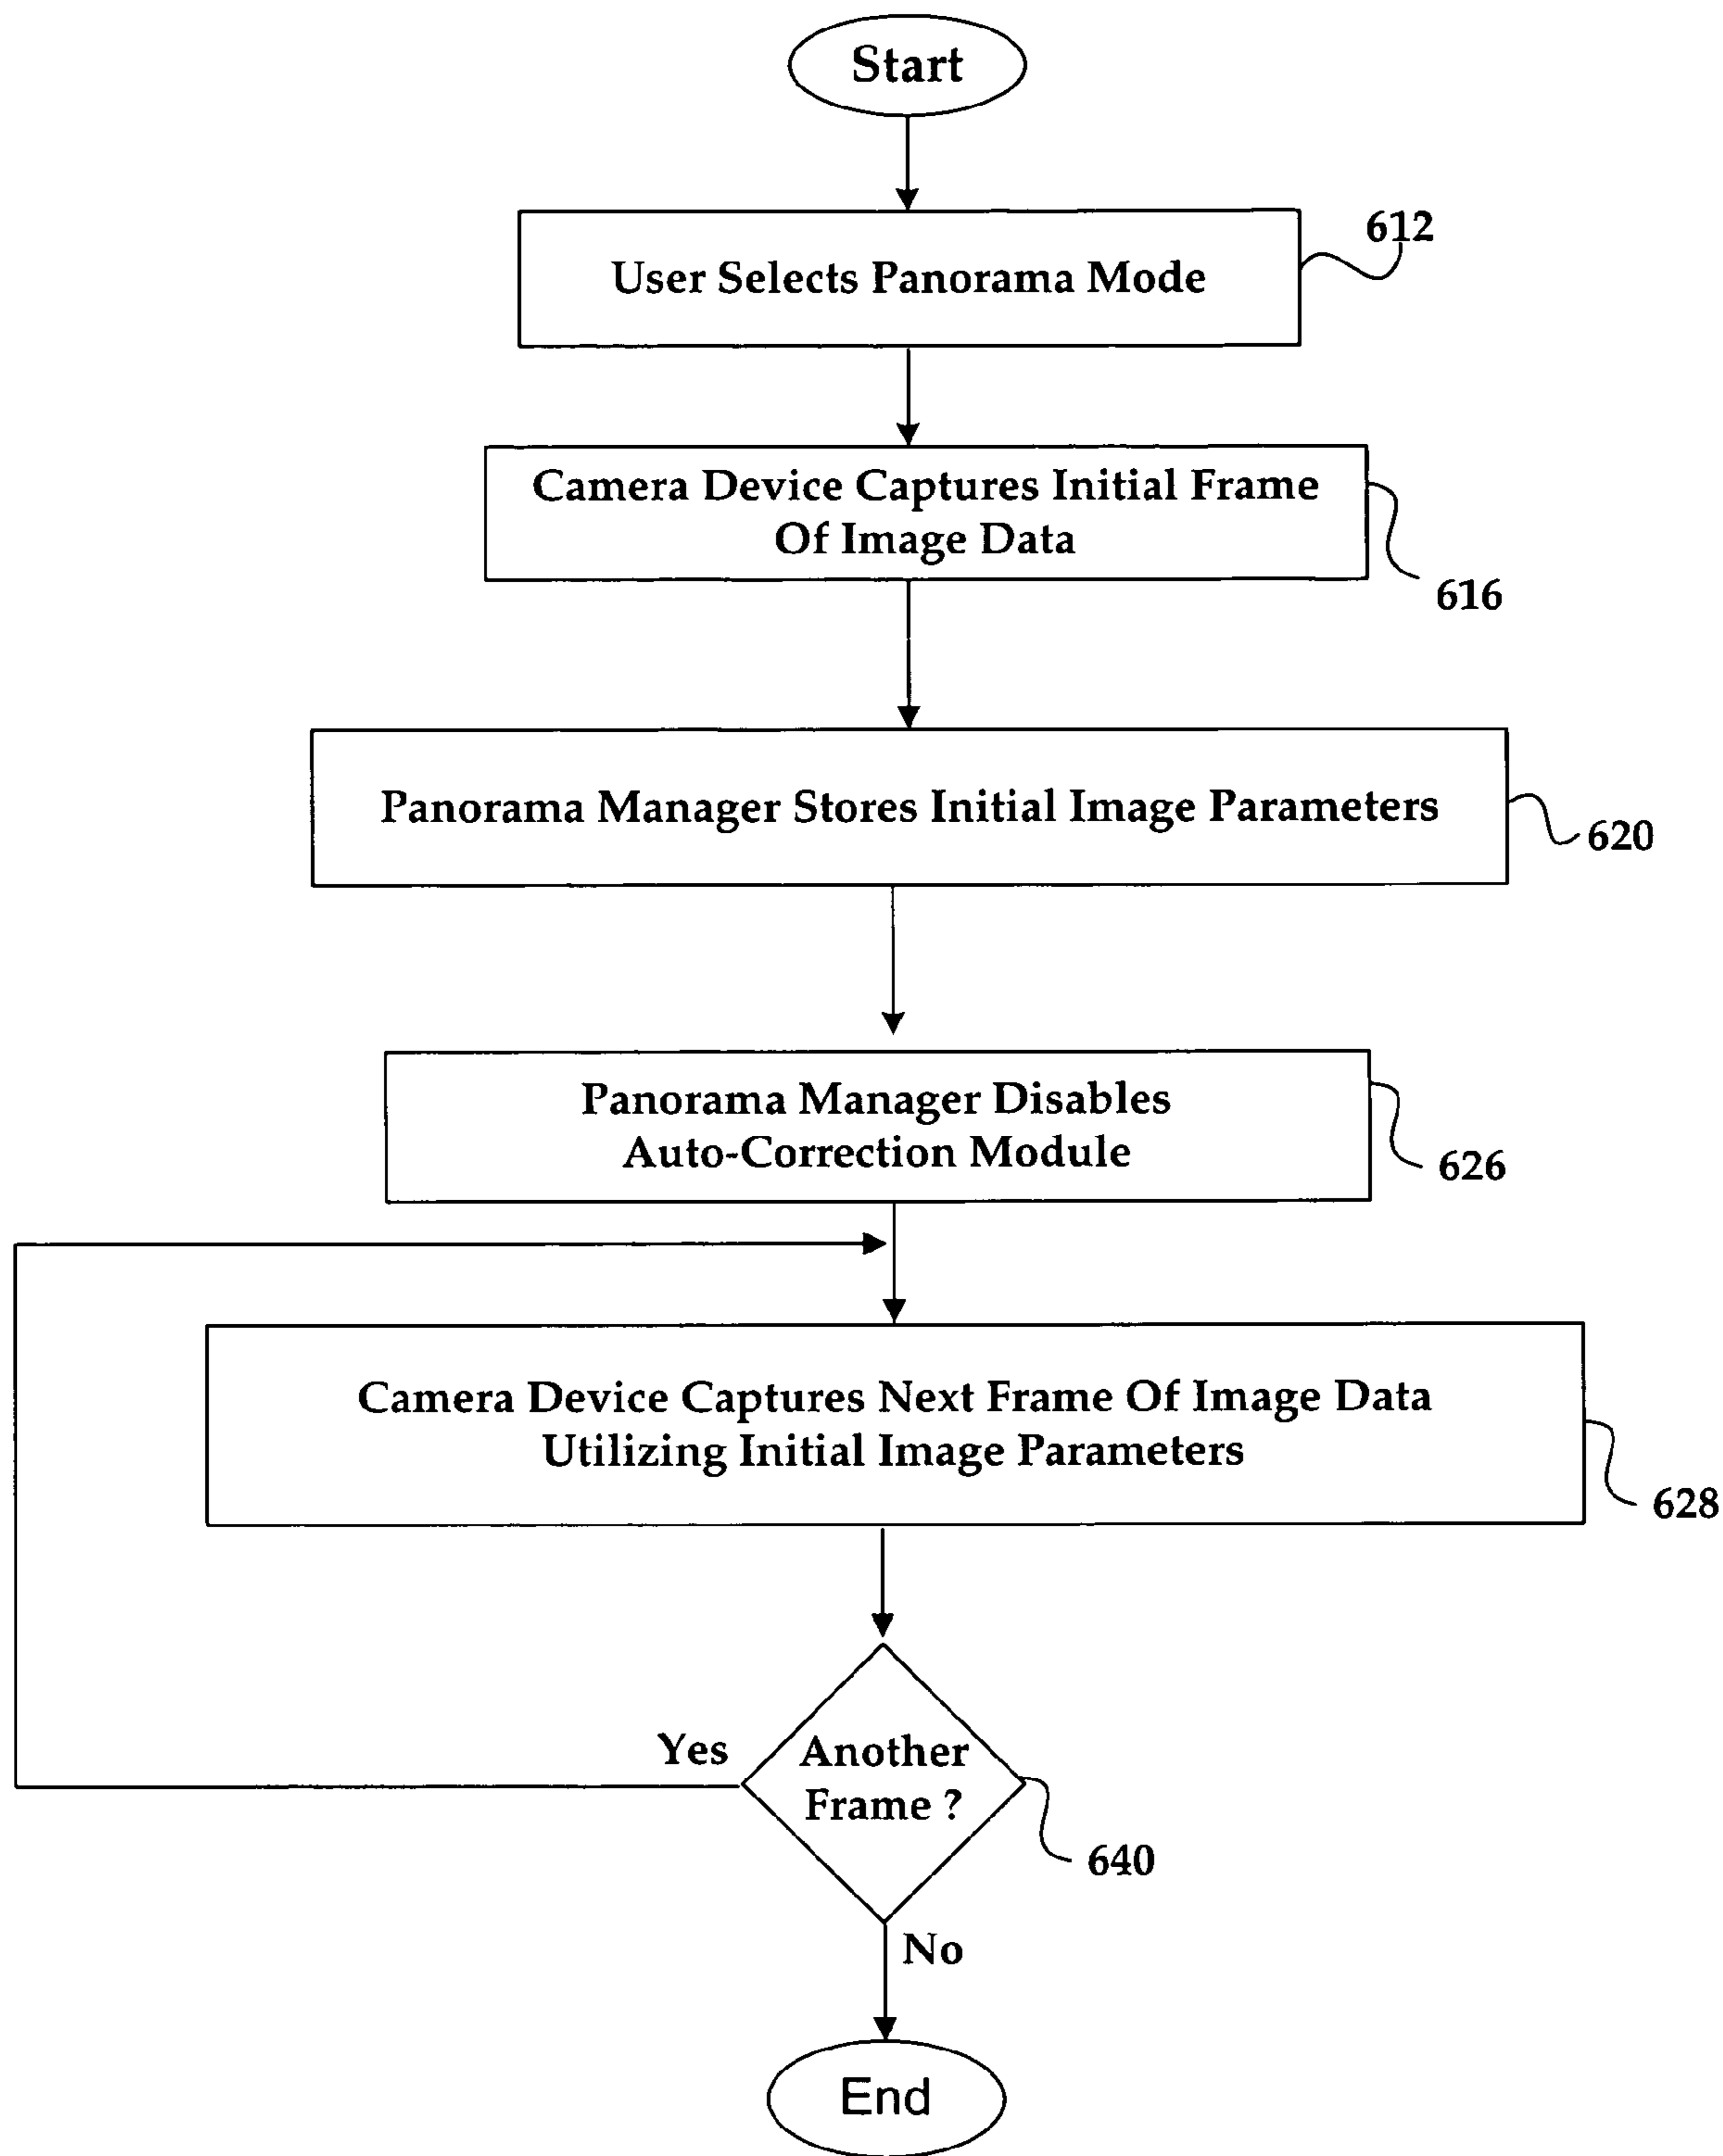 Start
User Selects Panorama Mode
612
Camera Device Captures Initial Frame
Of Image Data
616
Panorama Manager Stores Initial Image Parameters
620
Panorama Manager Disables
Auto-Correction Module
626
Camera Device Captures Next Frame Of Image Data
Utilizing Initial Image Parameters
628
Yes
Another
Frame ?
640
No
End